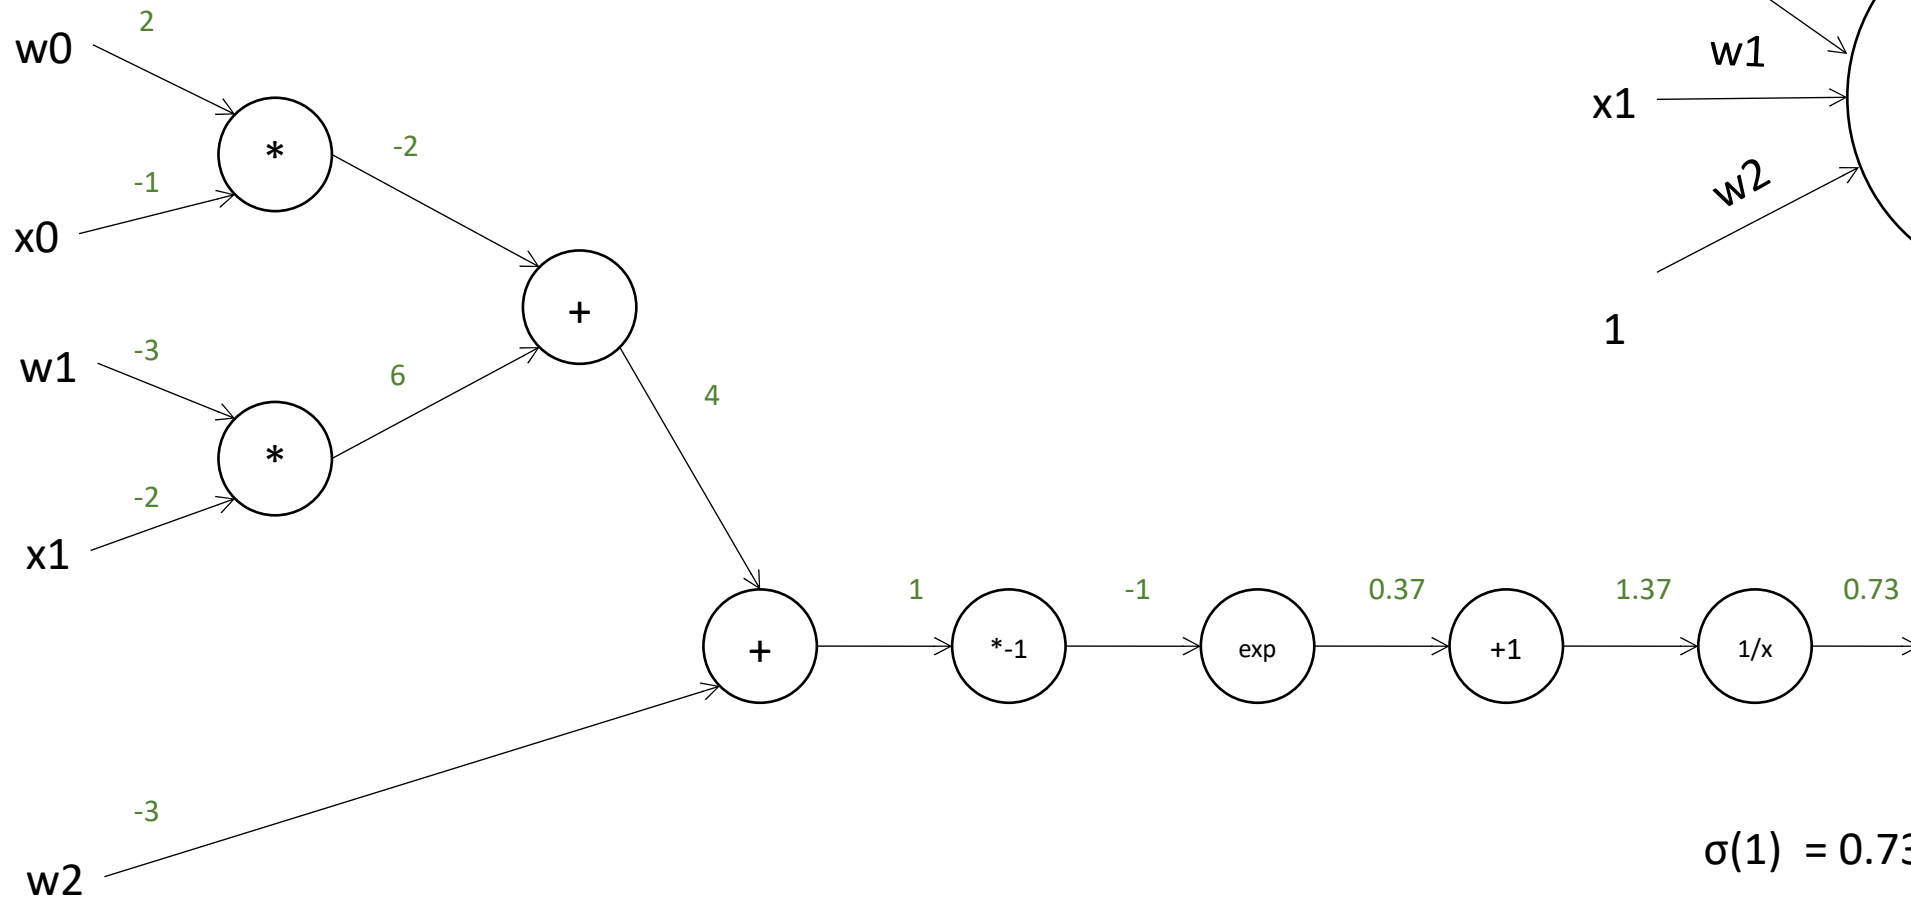 2
w0
*
-2
-1
x0
+
w1
-3
6
4
*
-2
x1
+
1
*-1
-1
exp
0.37
+1
1.37
1/x
0.73
-3
w2
w1
x1
w2
1
σ(1) = 0.73